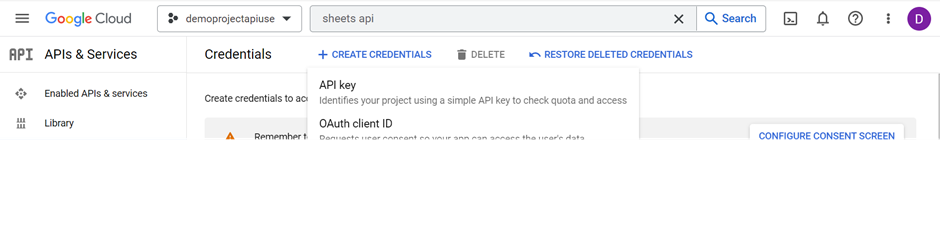 Google Cloud
demoprojectapiuse
sheets api
Search
D
API APIs & Services
Credentials
+ CREATE CREDENTIALS
DELETE
RESTORE DELETED CREDENTIALS
Enabled APIs & services
Library
API key
Identifies your project using a simple API key to check quota and access
OAuth client ID
Requests user consent so your app can access the user's data
Create credentials to acc
Remember t
CONFIGURE CONSENT SCREEN